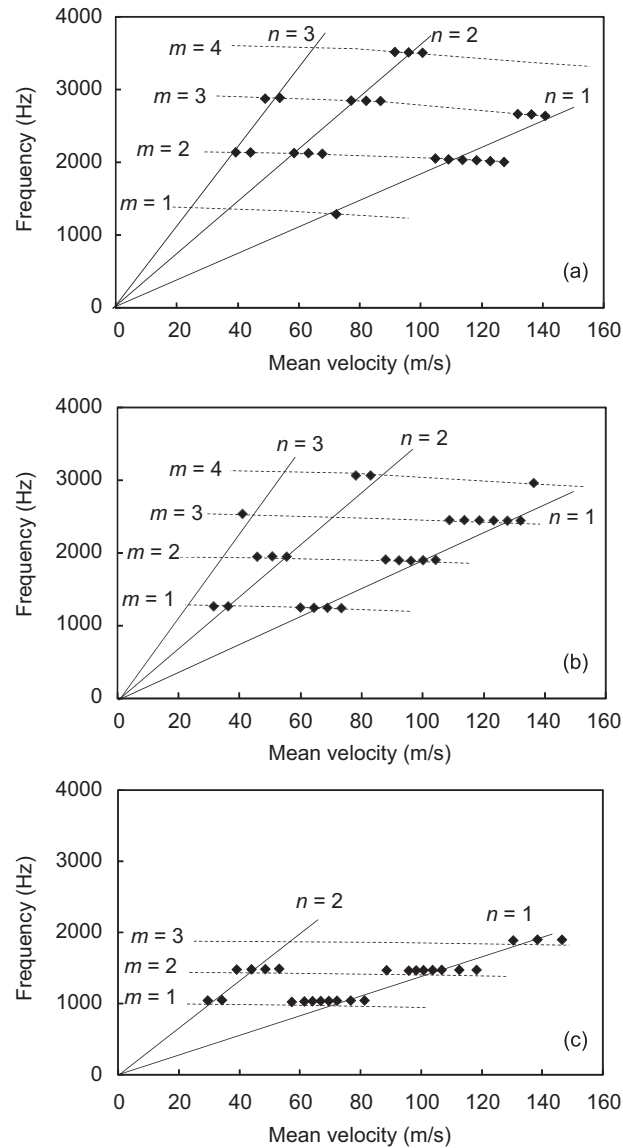 4000
n = 3
n = 2
m = 4
3000
m = 3
n = 1
m = 2
2000
m = 1
1000
(a)
0
0 20 40 60 80 100 120 140 160
Frequency (Hz)
Mean velocity (m/s)
4000
n = 3
n = 2
m = 4
3000
m = 3
n = 1
m = 2
2000
m = 1
1000
(b)
0
0 20 40 60 80 100 120 140 160
Frequency (Hz)
Mean velocity (m/s)
4000
3000
n = 2
n = 1
2000
m = 3
m = 2
m = 1
1000
(c)
0
0 20 40 60 80 100 120 140 160
Frequency (Hz)
Mean velocity (m/s)